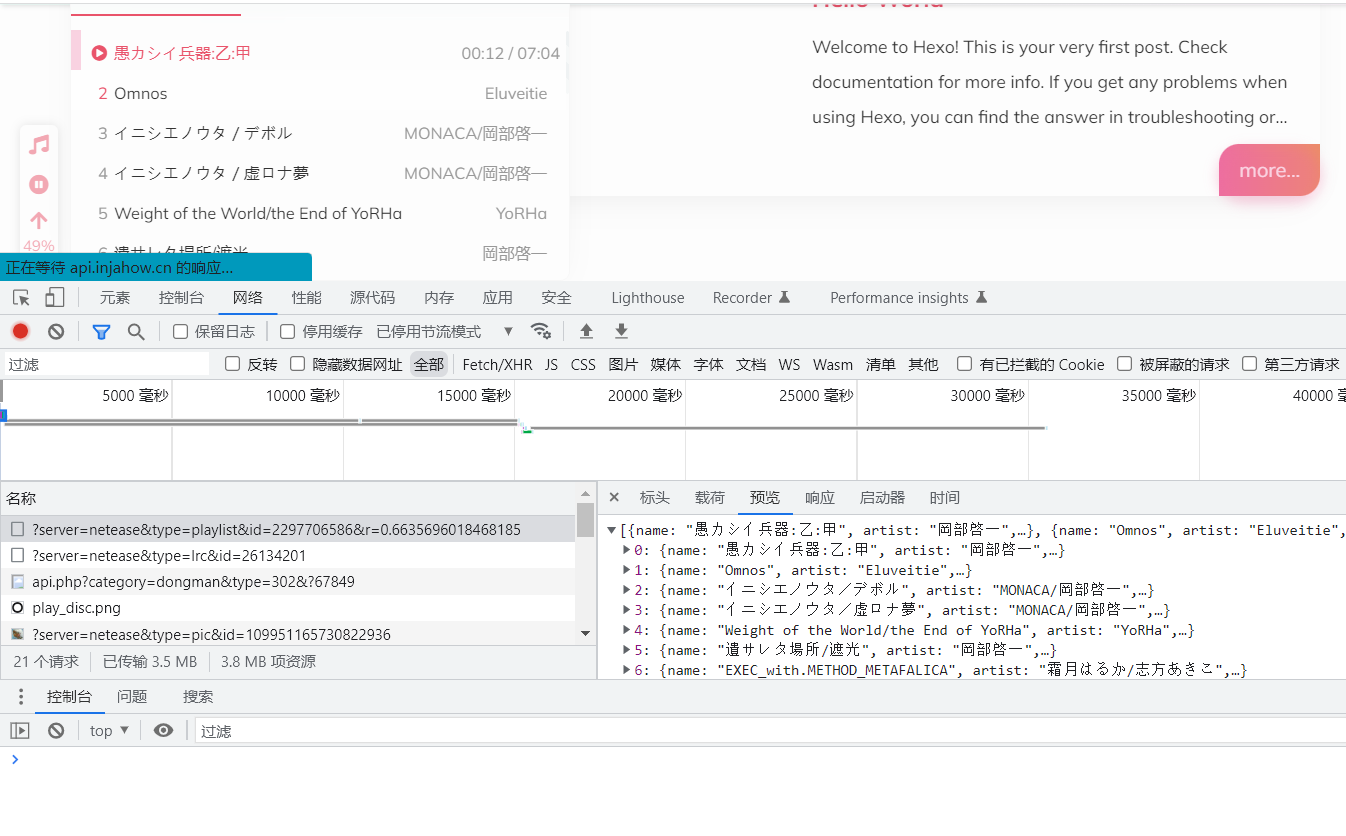 Hello World
愚カシイ兵器:乙:甲 00:12 / 07:04
Welcome to Hexo! This is your very first post. Check
2 Omnos Eluveitie
documentation for more info. If you get any problems when
using Hexo, you can find the answer in troubleshooting or...
3 イニシエノウタ / デボル MONACA/岡部啓一
4 イニシエノウタ / 虚ロナ夢 MONACA/岡部啓一
more...
5 Weight of the World/the End of YoRHa YoRHa
49%
6 遺サレタ場所/遮光 岡部啓一
正在等待 api.injahow.cn 的响应...
元素 控制台 网络 性能 源代码 内存 应用 安全 Lighthouse Recorder Performance insights
保留日志 停用缓存 已停用节流模式
过滤 反转 隐藏数据网址 全部 Fetch/XHR JS CSS 图片 媒体 字体 文档 WS Wasm 清单 其他 有已拦截的 Cookie 被屏蔽的请求 第三方请求
5000 毫秒 10000 毫秒 15000 毫秒 20000 毫秒 25000 毫秒 30000 毫秒 35000 毫秒 40000 毫
名称
?server=netease&type=playlist&id=2297706586&r=0.6635696018468185
?server=netease&type=lrc&id=26134201
api.php?category=dongman&type=302&?67849
play_disc.png
?server=netease&type=pic&id=109951165730822936
21 个请求 已传输 3.5 MB 3.8 MB 项资源
标头 载荷 预览 响应 启动器 时间
[{name: "愚カシイ兵器:乙:甲", artist: "岡部啓一",…}, {name: "Omnos", artist: "Eluveitie",
0: {name: "愚カシイ兵器:乙:甲", artist: "岡部啓一",…}
1: {name: "Omnos", artist: "Eluveitie",…}
2: {name: "イニシエノウタ／デボル", artist: "MONACA/岡部啓一",…}
3: {name: "イニシエノウタ／虚ロナ夢", artist: "MONACA/岡部啓一",…}
4: {name: "Weight of the World/the End of YoRHa", artist: "YoRHa",…}
5: {name: "遺サレタ場所/遮光", artist: "岡部啓一",…}
6: {name: "EXEC_with.METHOD_METAFALICA", artist: "霜月はるか/志方あきこ",…}
控制台 问题 搜索
top 过滤